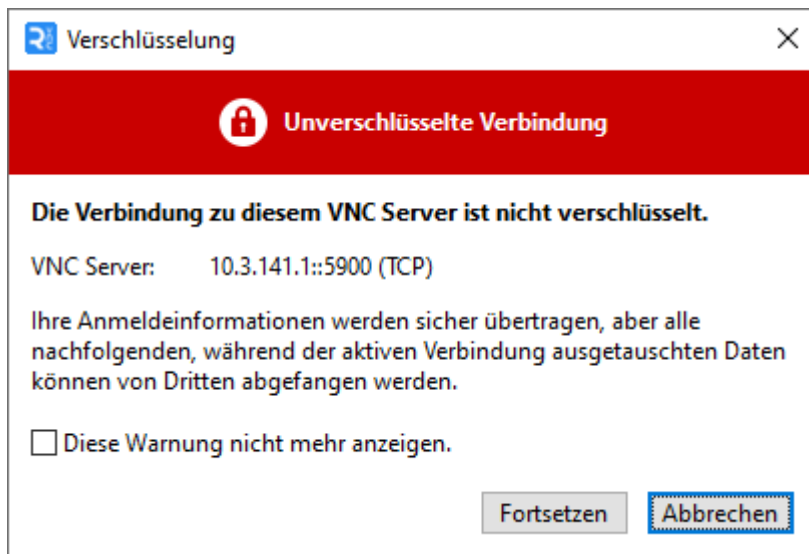 Verschlüsselung
Unverschlüsselte Verbindung
Die Verbindung zu diesem VNC Server ist nicht verschlüsselt.
VNC Server: 10.3.141.1::5900 (TCP)
Ihre Anmeldeinformationen werden sicher übertragen, aber alle
nachfolgenden, während der aktiven Verbindung ausgetauschten Daten
können von Dritten abgefangen werden.
Diese Warnung nicht mehr anzeigen.
Fortsetzen Abbrechen